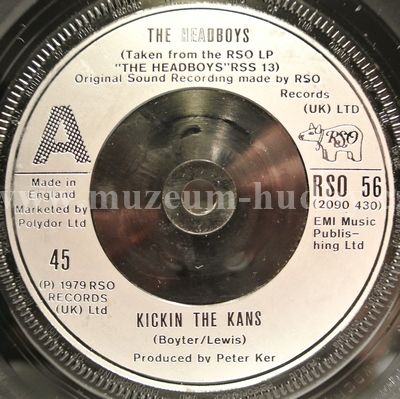 THE HEADBOYS
(Taken from the RSO LP
"THE HEADBOYS"RSS 13)
Original Sound Recording made by RSO
Records
(UK) LTD
A
RSO
Made in
England
Marketed by
Polydor Ltd
RSO 56
(2090 430)
EMI Music
Publis-
hing Ltd
45
(P) 1979 RSO
RECORDS
(UK) Ltd
KICKIN THE KANS
(Boyter/Lewis)
Produced by Peter Ker